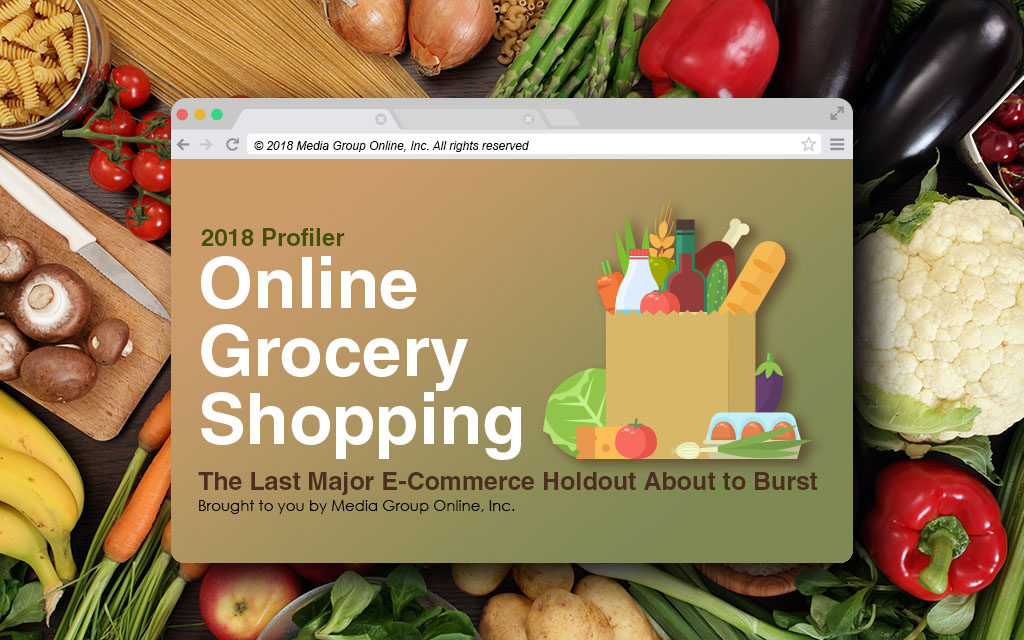 © 2018 Media Group Online, Inc. All rights reserved
2018 Profiler
Online
Grocery
Shopping
The Last Major E-Commerce Holdout About to Burst
Brought to you by Media Group Online, Inc.